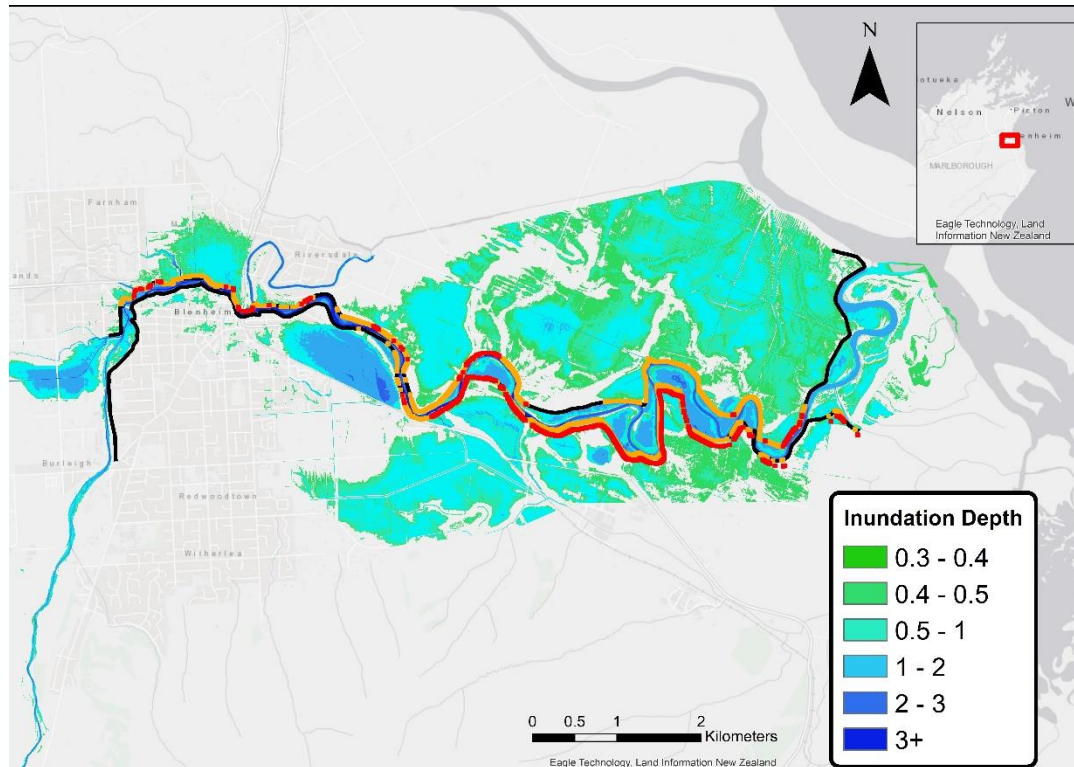 N
Nelson
Picton
enheim
MARLBOROUGH
Eagle Technology, Land
Information New Zealand
Farnham
Riversdale
ands
Blenheim
Burleigh
Redwoodtown
Witherlea
Inundation Depth
0.3 - 0.4
0.4 - 0.5
0.5 - 1
1 - 2
2 - 3
3+
0 0.5 1 2
Kilometers
Eagle Technology, Land Information New Zealand